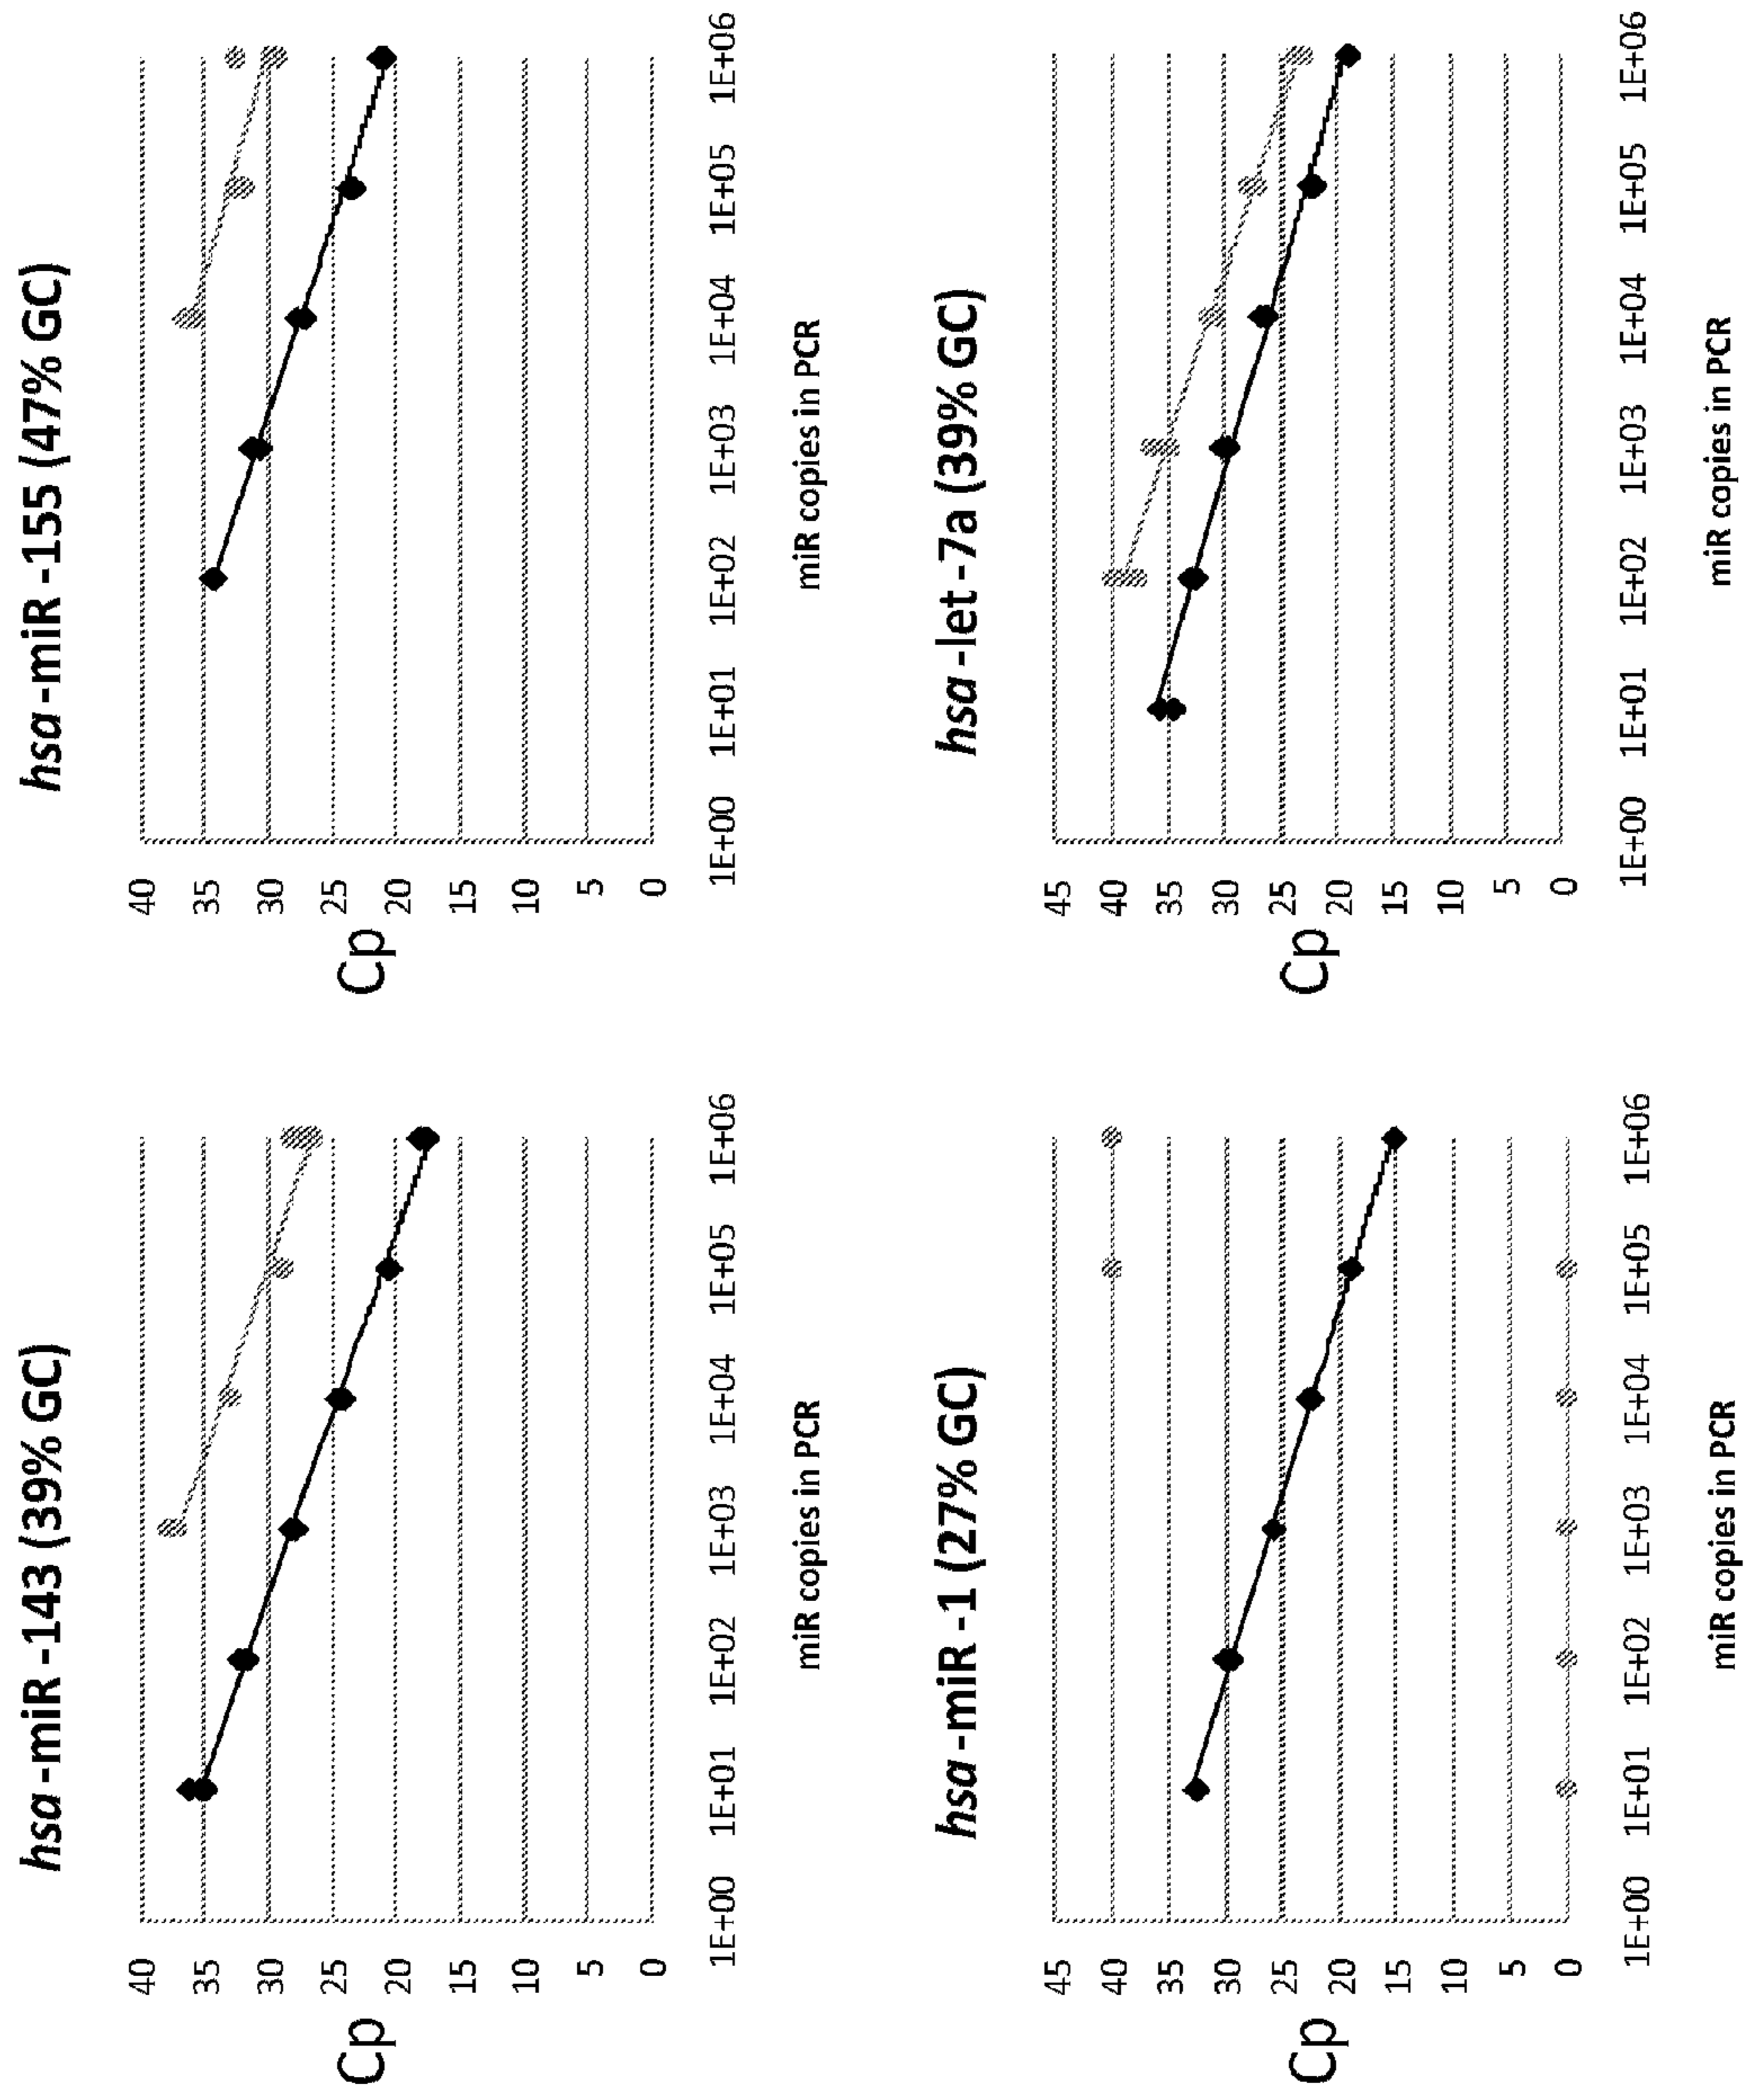 hsa-miR -143 (39% GC)
Cp
40
35
30
25
20
15
10
5
0
1E+00 1E+01 1E+02 1E+03 1E+04 1E+05 1E+06
miR copies in PCR
hsa-miR -155 (47% GC)
Cp
40
35
30
25
20
15
10
5
0
1E+00 1E+01 1E+02 1E+03 1E+04 1E+05 1E+06
miR copies in PCR
hsa-miR -1 (27% GC)
Cp
45
40
35
30
25
20
15
10
5
0
1E+00 1E+01 1E+02 1E+03 1E+04 1E+05 1E+06
miR copies in PCR
hsa-let -7a (39% GC)
Cp
45
40
35
30
25
20
15
10
5
0
1E+00 1E+01 1E+02 1E+03 1E+04 1E+05 1E+06
miR copies in PCR